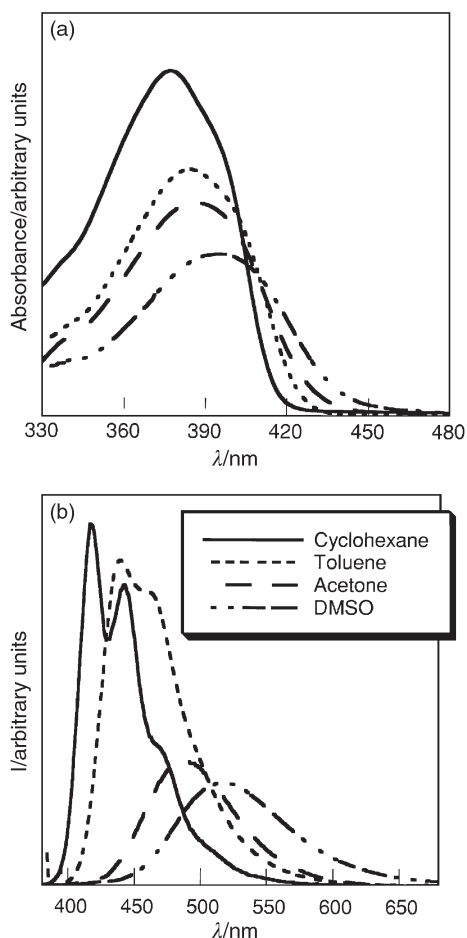 (a)
Absorbance/arbitrary units
330 360 390 420 450 480
λ/nm
(b)
Cyclohexane
Toluene
Acetone
DMSO
I/arbitrary units
400 450 500 550 600 650
λ/nm